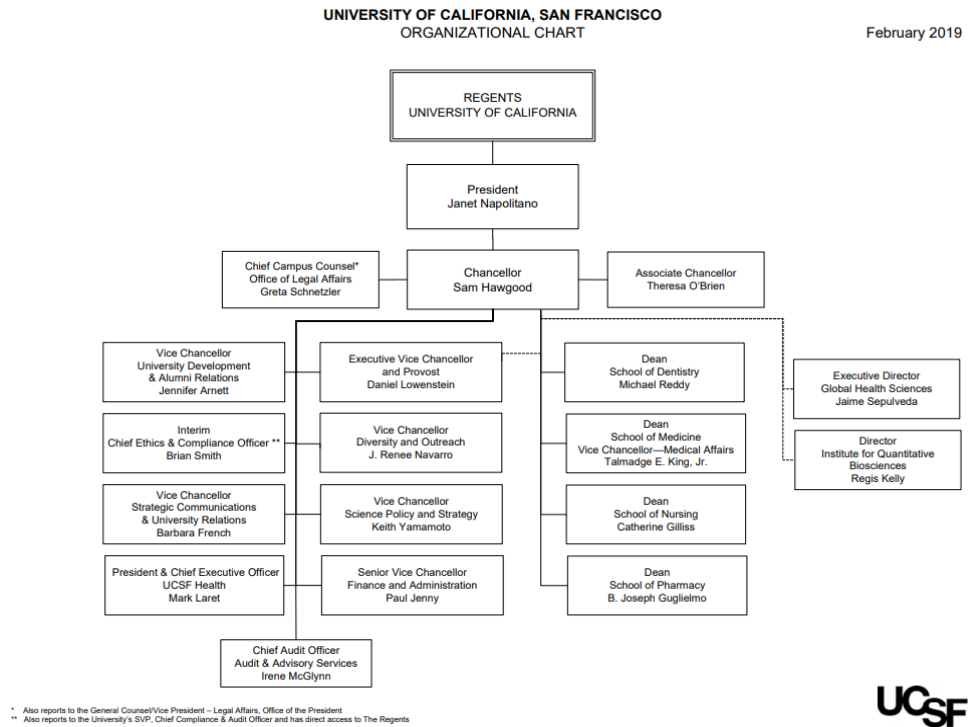 UNIVERSITY OF CALIFORNIA, SAN FRANCISCO
ORGANIZATIONAL CHART
February 2019
REGENTS
UNIVERSITY OF CALIFORNIA
President
Janet Napolitano
Chief Campus Counsel*
Office of Legal Affairs
Greta Schnetzler
Chancellor
Sam Hawgood
Associate Chancellor
Theresa O'Brien
Vice Chancellor
University Development
& Alumni Relations
Jennifer Arnett
Executive Vice Chancellor
and Provost
Daniel Lowenstein
Dean
School of Dentistry
Michael Reddy
Executive Director
Global Health Sciences
Jaime Sepulveda
Interim
Chief Ethics & Compliance Officer **
Brian Smith
Vice Chancellor
Diversity and Outreach
J. Renee Navarro
Dean
School of Medicine
Vice Chancellor—Medical Affairs
Talmadge E. King, Jr.
Director
Institute for Quantitative
Biosciences
Regis Kelly
Vice Chancellor
Strategic Communications
& University Relations
Barbara French
Vice Chancellor
Science Policy and Strategy
Keith Yamamoto
Dean
School of Nursing
Catherine Gilliss
President & Chief Executive Officer
UCSF Health
Mark Laret
Senior Vice Chancellor
Finance and Administration
Paul Jenny
Dean
School of Pharmacy
B. Joseph Guglielmo
Chief Audit Officer
Audit & Advisory Services
Irene McGlynn
* Also reports to the General Counsel/Vice President – Legal Affairs, Office of the President
** Also reports to the University's SVP, Chief Compliance & Audit Officer and has direct access to The Regents
UCSF